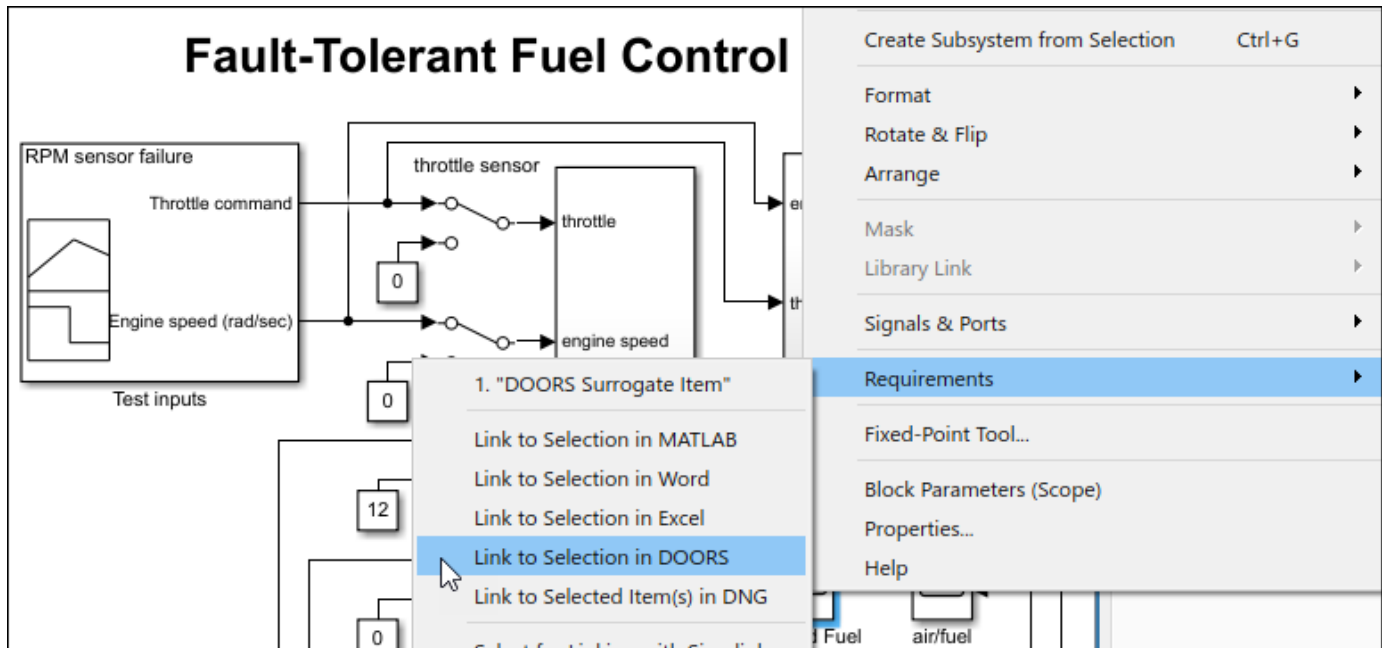 Fault-Tolerant Fuel Control
RPM sensor failure
Throttle command
Engine speed (rad/sec)
Test inputs
throttle sensor
throttle
engine speed
0
0
12
0
Create Subsystem from Selection Ctrl+G
Format
Rotate & Flip
Arrange
Mask
Library Link
Signals & Ports
Requirements
Fixed-Point Tool...
Block Parameters (Scope)
Properties...
Help
1. "DOORS Surrogate Item"
Link to Selection in MATLAB
Link to Selection in Word
Link to Selection in Excel
Link to Selection in DOORS
Link to Selected Item(s) in DNG
Fuel
air/fuel